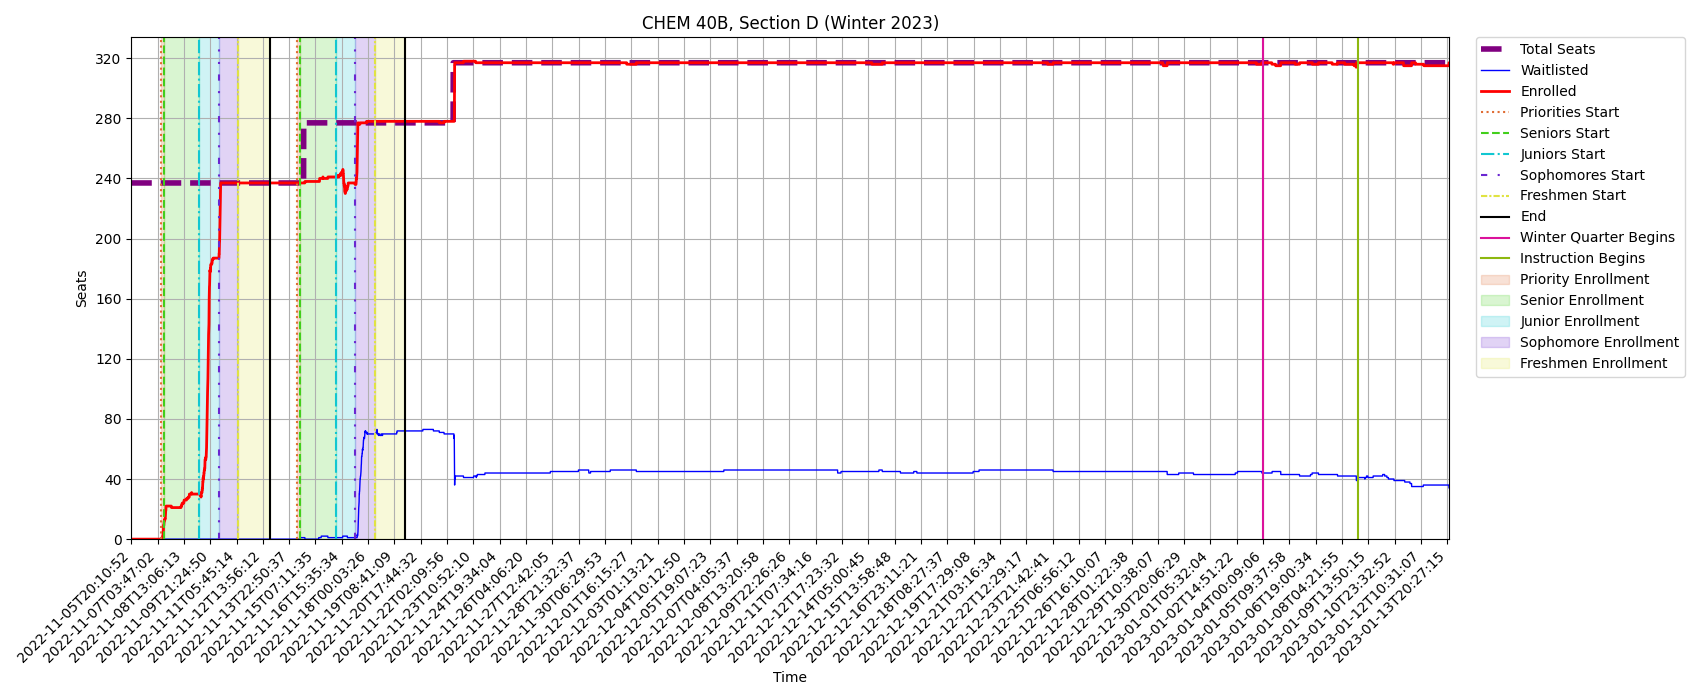 CHEM 40B, Section D (Winter 2023)
Seats
320
280
240
200
160
120
80
40
0
2022-11-05T20:10:52
2022-11-07T03:47:02
2022-11-08T13:06:13
2022-11-09T21:24:50
2022-11-11T05:45:14
2022-11-12T13:56:12
2022-11-13T22:50:37
2022-11-15T07:11:35
2022-11-16T15:35:34
2022-11-18T00:03:26
2022-11-19T08:41:09
2022-11-20T17:44:32
2022-11-22T02:09:56
2022-11-23T10:52:10
2022-11-24T19:34:04
2022-11-26T04:06:20
2022-11-27T12:42:05
2022-11-28T21:32:37
2022-11-30T06:29:53
2022-12-01T16:15:27
2022-12-03T01:13:21
2022-12-04T10:12:50
2022-12-05T19:07:23
2022-12-07T04:05:37
2022-12-08T13:20:58
2022-12-09T22:26:26
2022-12-11T07:34:16
2022-12-12T17:23:32
2022-12-14T05:00:45
2022-12-15T13:58:48
2022-12-16T23:11:21
2022-12-18T08:27:37
2022-12-19T17:29:08
2022-12-21T03:16:34
2022-12-22T12:29:17
2022-12-23T21:42:41
2022-12-25T06:56:12
2022-12-26T16:10:07
2022-12-28T01:22:38
2022-12-29T10:38:07
2022-12-30T20:06:29
2023-01-01T05:32:04
2023-01-02T14:51:22
2023-01-04T00:09:06
2023-01-05T09:37:58
2023-01-06T19:00:34
2023-01-08T04:21:55
2023-01-09T13:50:15
2023-01-10T23:32:52
2023-01-12T10:31:07
2023-01-13T20:27:15
Time
Total Seats
Waitlisted
Enrolled
Priorities Start
Seniors Start
Juniors Start
Sophomores Start
Freshmen Start
End
Winter Quarter Begins
Instruction Begins
Priority Enrollment
Senior Enrollment
Junior Enrollment
Sophomore Enrollment
Freshmen Enrollment